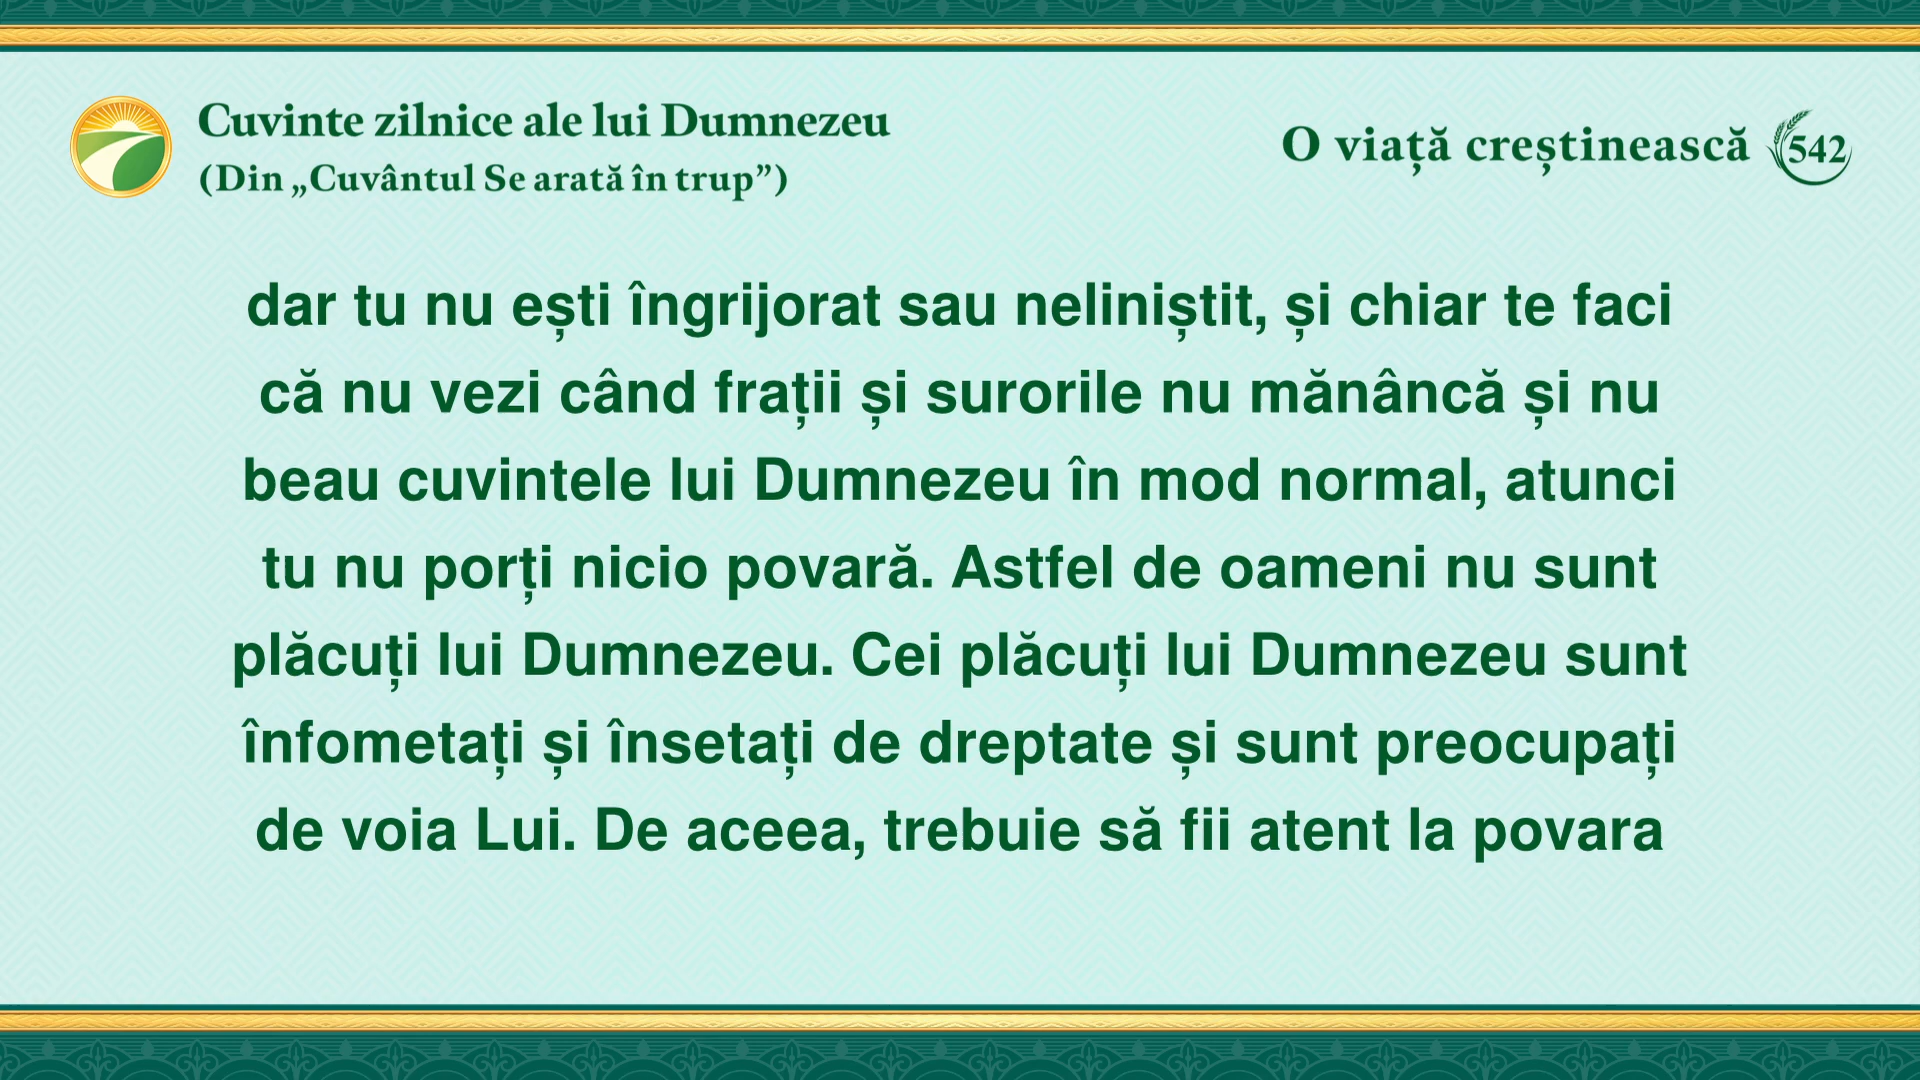 Cuvinte zilnice ale lui Dumnezeu
(Din „Cuvântul Se arată în trup”)
O viață creștinească 542
dar tu nu ești îngrijorat sau neliniștit, și chiar te faci
că nu vezi când frații și surorile nu mănâncă și nu
beau cuvintele lui Dumnezeu în mod normal, atunci
tu nu porți nicio povară. Astfel de oameni nu sunt
plăcuți lui Dumnezeu. Cei plăcuți lui Dumnezeu sunt
înfometați și însetați de dreptate și sunt preocupați
de voia Lui. De aceea, trebuie să fii atent la povara